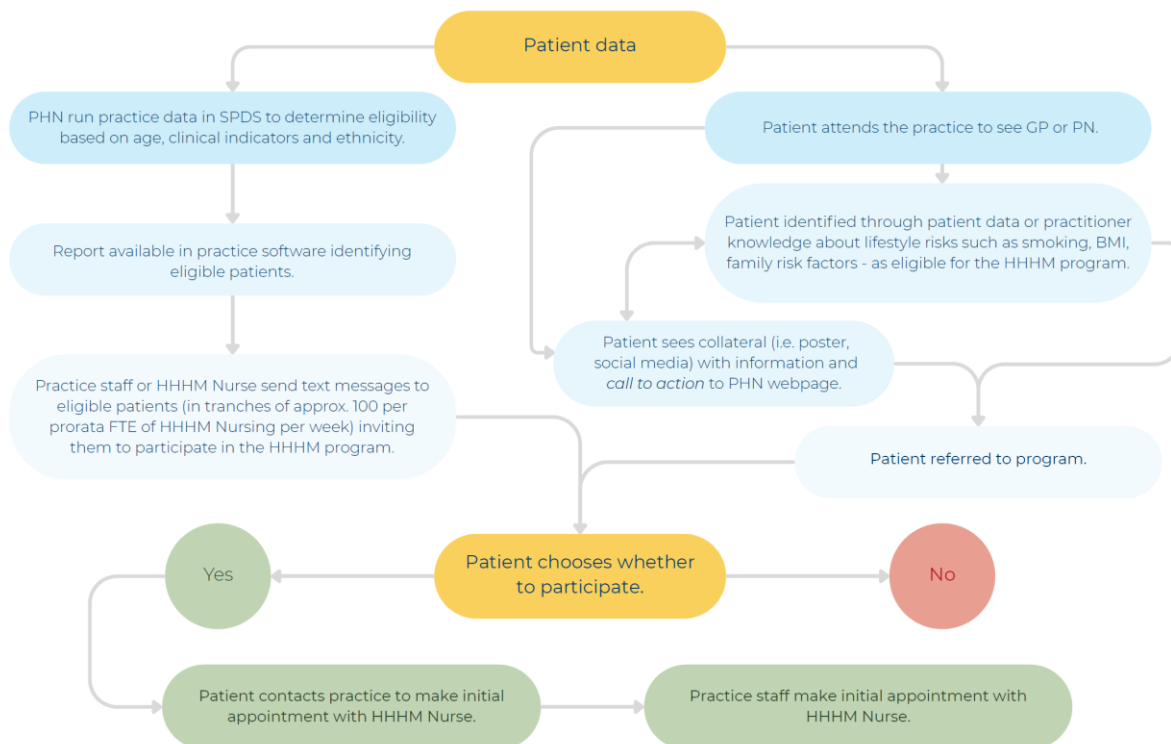 Patient data
PHN run practice data in SPDS to determine eligibility
based on age, clinical indicators and ethnicity.
Patient attends the practice to see GP or PN.
Report available in practice software identifying
eligible patients.
Patient identified through patient data or practitioner
knowledge about lifestyle risks such as smoking, BMI,
family risk factors - as eligible for the HHHM program.
Patient sees collateral (i.e. poster,
social media) with information and
call to action to PHN webpage.
Practice staff or HHHM Nurse send text messages to
eligible patients (in tranches of approx. 100 per
prorata FTE of HHHM Nursing per week) inviting
them to participate in the HHHM program.
Patient referred to program.
Yes
Patient chooses whether
to participate.
No
Patient contacts practice to make initial
appointment with HHHM Nurse.
Practice staff make initial appointment with
HHHM Nurse.